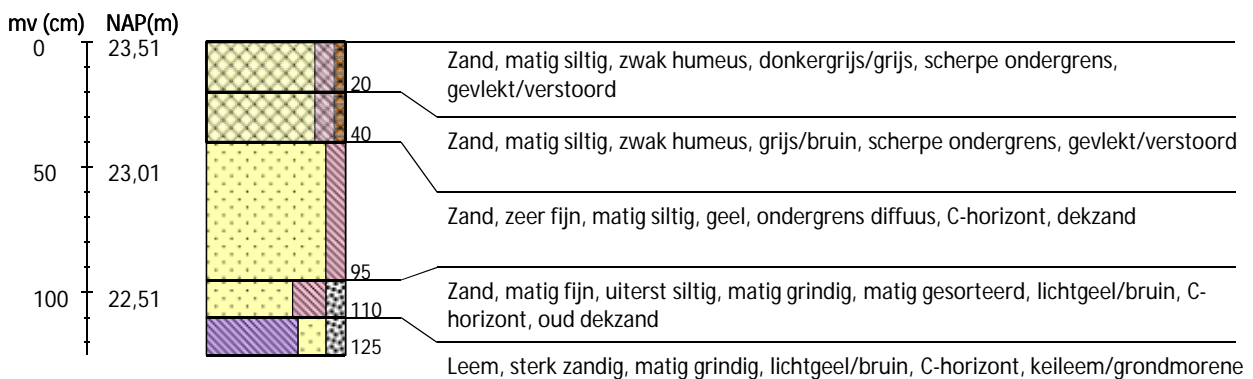 mv (cm) NAP(m)
0 23,51
Zand, matig siltig, zwak humeus, donkergrijs/grijs, scherpe ondergrens,
gevlekt/verstoord
20
Zand, matig siltig, zwak humeus, grijs/bruin, scherpe ondergrens, gevlekt/verstoord
40
50 23,01
Zand, zeer fijn, matig siltig, geel, ondergrens diffuus, C-horizont, dekzand
95
100 22,51
Zand, matig fijn, uiterst siltig, matig grindig, matig gesorteerd, lichtgeel/bruin, C-
horizont, oud dekzand
110
125
Leem, sterk zandig, matig grindig, lichtgeel/bruin, C-horizont, keileem/grondmorene